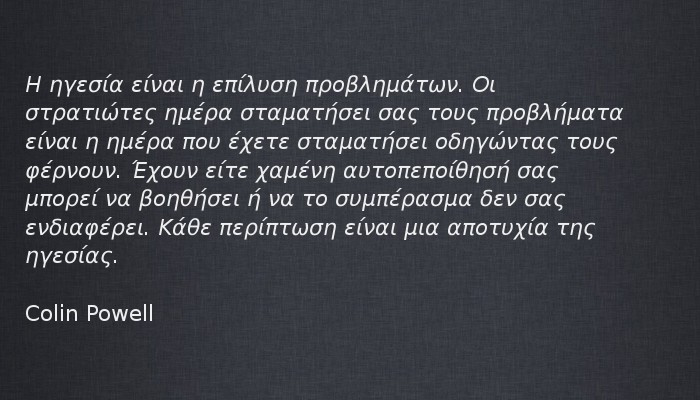 Η ηγεσία είναι η επίλυση προβλημάτων. Οι
στρατιώτες ημέρα σταματήσει σας τους προβλήματα
είναι η ημέρα που έχετε σταματήσει οδηγώντας τους
φέρνουν. Έχουν είτε χαμένη αυτοπεποίθησή σας
μπορεί να βοηθήσει ή να το συμπέρασμα δεν σας
ενδιαφέρει. Κάθε περίπτωση είναι μια αποτυχία της
ηγεσίας.
Colin Powell